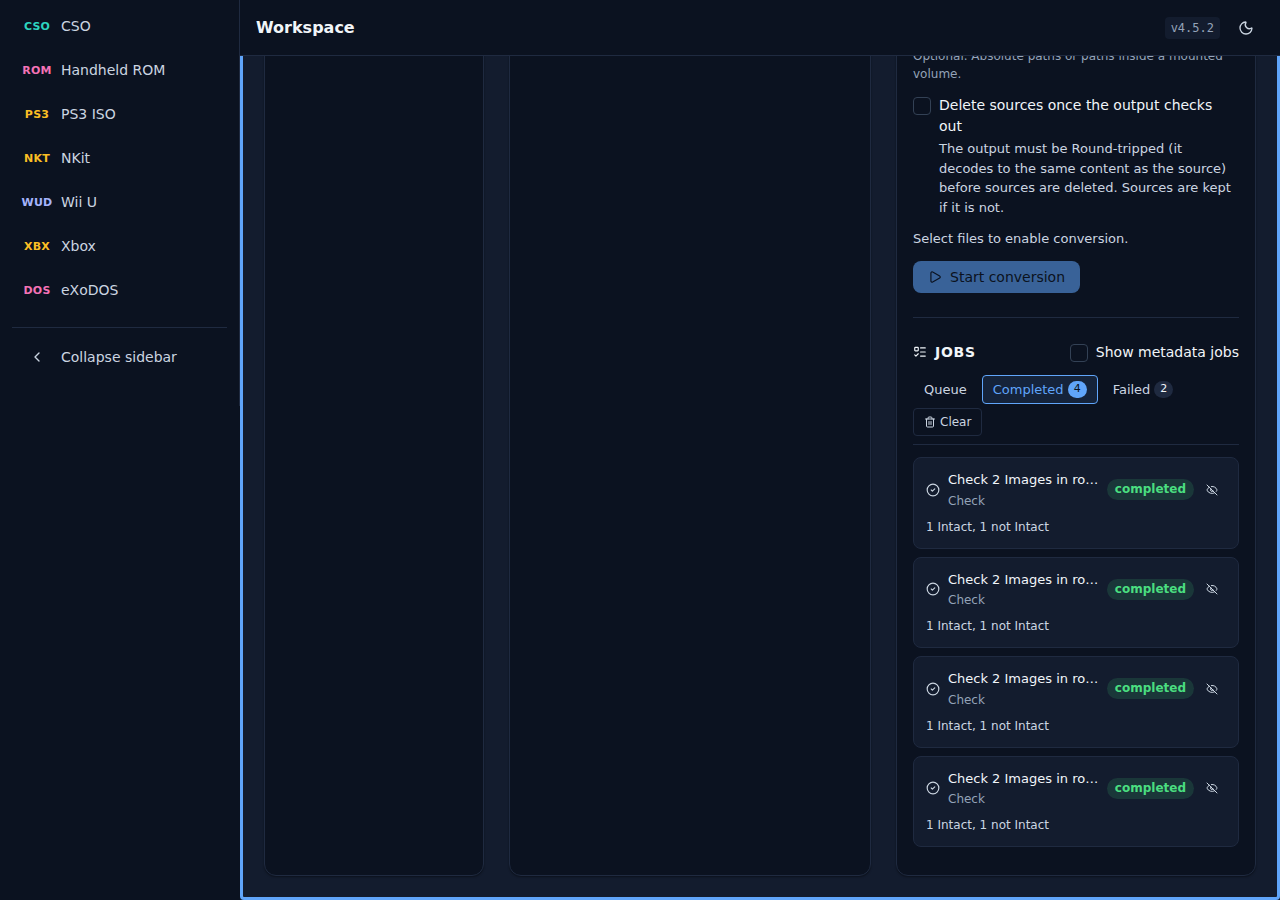 CSO CSO
ROM Handheld ROM
PS3 PS3 ISO
NKT NKit
WUD Wii U
XBX Xbox
DOS eXoDOS
Collapse sidebar
Workspace
v4.5.2
Optional. Absolute paths or paths inside a mounted
volume.
Delete sources once the output checks
out
The output must be Round-tripped (it
decodes to the same content as the source)
before sources are deleted. Sources are kept
if it is not.
Select files to enable conversion.
Start conversion
JOBS
Show metadata jobs
Queue
Completed 4
Failed 2
Clear
Check 2 Images in ro…
completed
Check
1 Intact, 1 not Intact
Check 2 Images in ro…
completed
Check
1 Intact, 1 not Intact
Check 2 Images in ro…
completed
Check
1 Intact, 1 not Intact
Check 2 Images in ro…
completed
Check
1 Intact, 1 not Intact